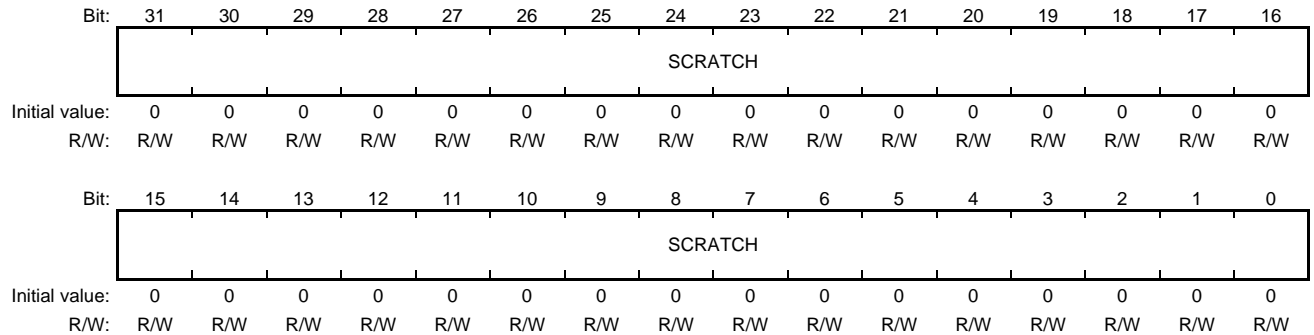 Bit: 31 30 29 28 27 26 25 24 23 22 21 20 19 18 17 16
SCRATCH
Initial value: 0 0 0 0 0 0 0 0 0 0 0 0 0 0 0 0
R/W: R/W R/W R/W R/W R/W R/W R/W R/W R/W R/W R/W R/W R/W R/W R/W R/W
Bit: 15 14 13 12 11 10 9 8 7 6 5 4 3 2 1 0
SCRATCH
Initial value: 0 0 0 0 0 0 0 0 0 0 0 0 0 0 0 0
R/W: R/W R/W R/W R/W R/W R/W R/W R/W R/W R/W R/W R/W R/W R/W R/W R/W